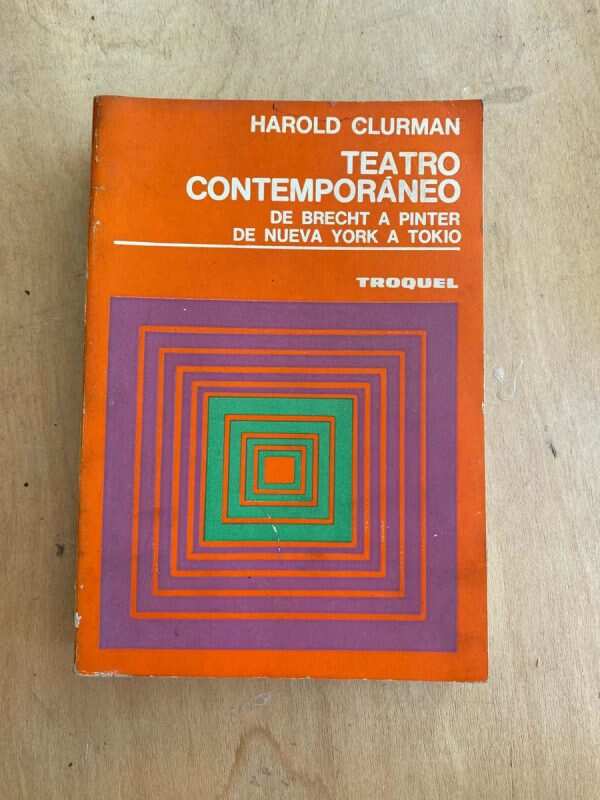 HAROLD CLURMAN
TEATRO
CONTEMPORÁNEO
DE BRECHT A PINTER
DE NUEVA YORK A TOKIO
TROQUEL